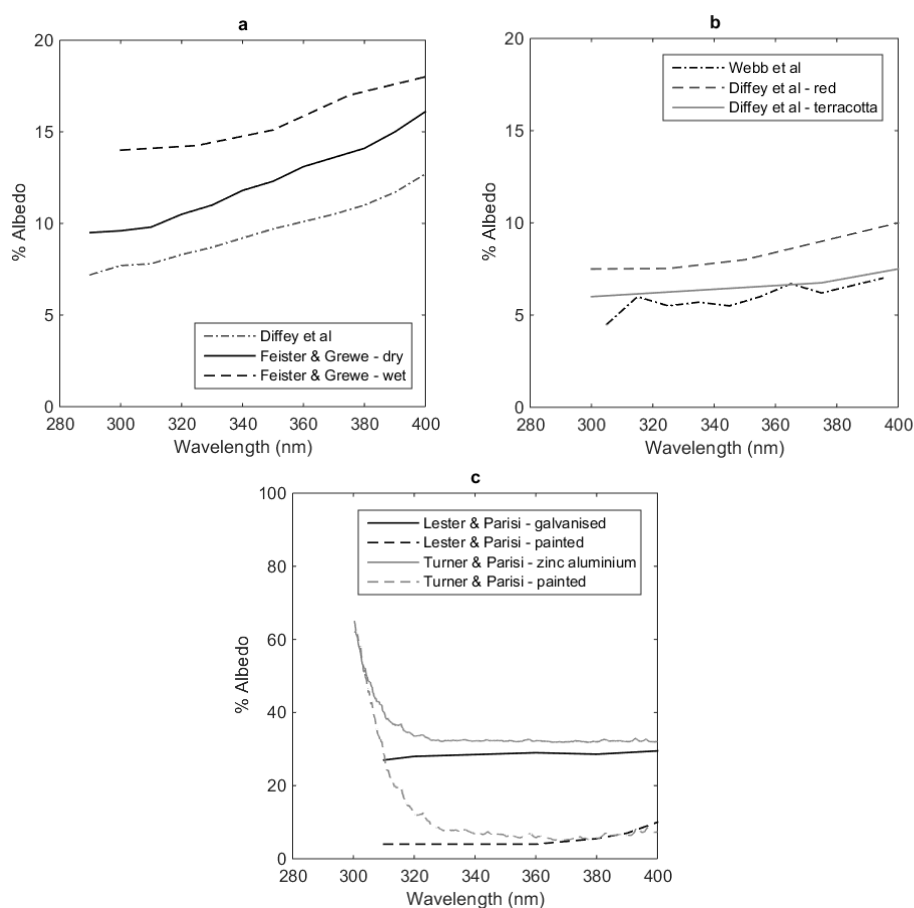 a
20
15
10
5
0
% Albedo
Diffey et al
Feister & Grewe - dry
Feister & Grewe - wet
280 300 320 340 360 380 400
Wavelength (nm)
b
20
15
10
5
0
% Albedo
Webb et al
Diffey et al - red
Diffey et al - terracotta
280 300 320 340 360 380 400
Wavelength (nm)
c
100
80
60
40
20
0
% Albedo
Lester & Parisi - galvanised
Lester & Parisi - painted
Turner & Parisi - zinc aluminium
Turner & Parisi - painted
280 300 320 340 360 380 400
Wavelength (nm)